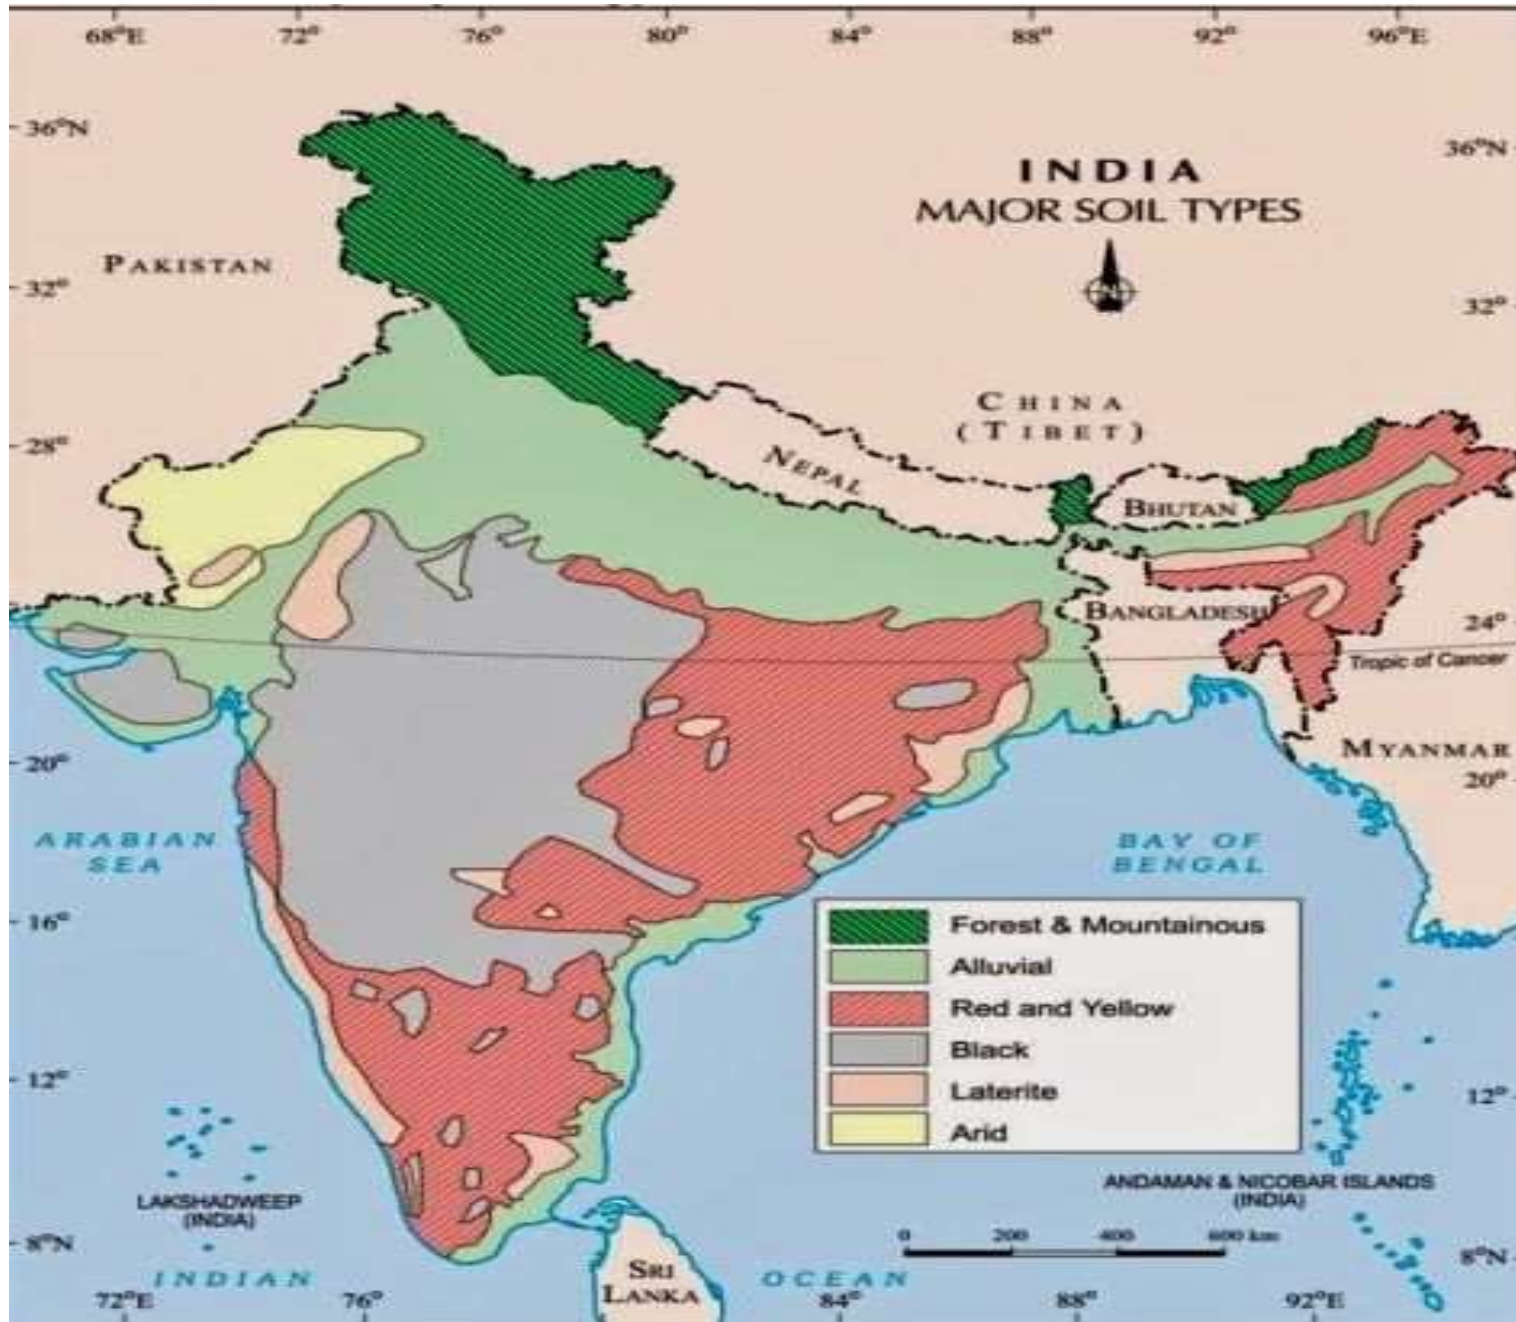 68°E 72° 76° 80° 84° 88° 92° 96°E
36°N
36°N
INDIA
MAJOR SOIL TYPES
N
PAKISTAN
32°
32°
CHINA
(TIBET)
28°
NEPAL
BHUTAN
BANGLADESH
24°
Tropic of Cancer
MYANMAR
20°
20°
ARABIAN
SEA
BAY OF
BENGAL
16°
Forest & Mountainous
Alluvial
Red and Yellow
Black
Laterite
Arid
12°
12°
LAKSHADWEEP
(INDIA)
ANDAMAN & NICOBAR ISLANDS
(INDIA)
0 200 400 600 km
8°N
8°N
SRI
LANKA
INDIAN OCEAN
72°E 76° 84° 88° 92°E